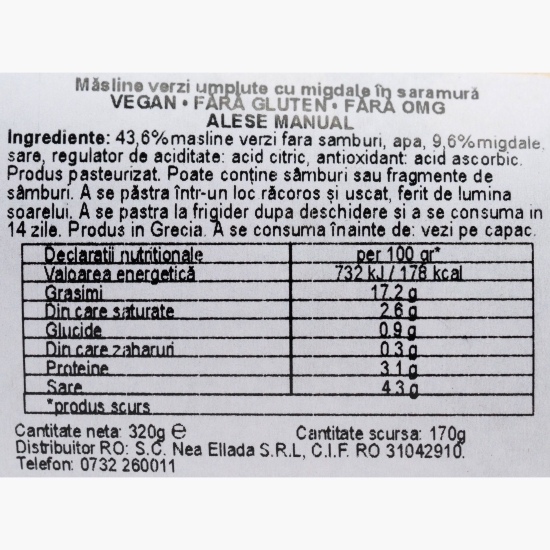 Măsline verzi umplute cu migdale în saramură
VEGAN • FĂRĂ GLUTEN • FĂRĂ OMG
ALESE MANUAL
Ingrediente: 43,6%masline verzi fara samburi, apa, 9,6%migdale,
sare, regulator de aciditate: acid citric, antioxidant: acid ascorbic.
Produs pasteurizat. Poate conține sâmburi sau fragmente de
sâmburi. A se păstra într-un loc răcoros și uscat, ferit de lumina
soarelui. A se pastra la frigider dupa deschidere si a se consuma in
14 zile. Produs in Grecia. A se consuma înainte de: vezi pe capac.
Declaratii nutritionale per 100 gr*
Valoarea energetică 732 kJ / 178 kcal
Grasimi 17,2 g
Din care saturate 2,6 g
Glucide 0,9 g
Din care zaharuri 0,3 g
Proteine 3,1 g
Sare 4,3 g
*produs scurs
Cantitate neta: 320g e Cantitate scursa: 170g
Distribuitor RO: S.C. Nea Ellada S.R.L, C.I.F. RO 31042910.
Telefon: 0732 260011